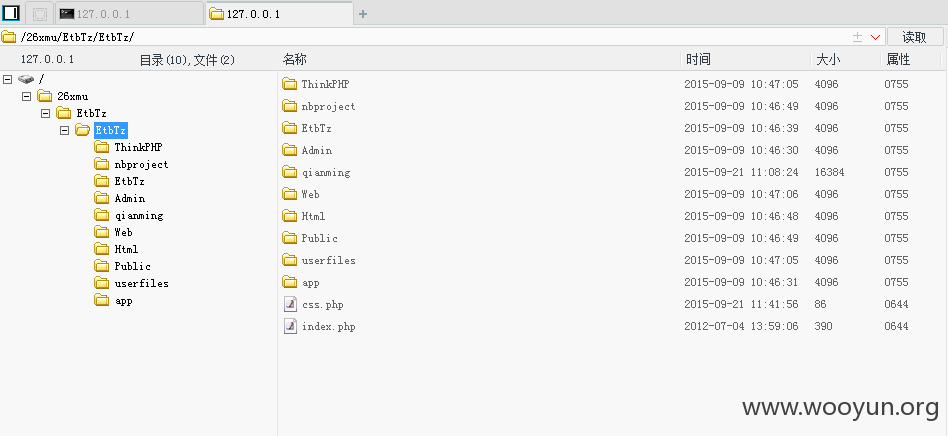 127.0.0.1 127.0.0.1
/26xmu/EtbTz/EtbTz/ 读取
127.0.0.1 目录(10),文件(2) 名称 时间 大小 属性
/
26xmu
EtbTz
EtbTz
ThinkPHP
nbproject
EtbTz
Admin
qianming
Web
Html
Public
userfiles
app
ThinkPHP 2015-09-09 10:47:05 4096 0755
nbproject 2015-09-09 10:46:49 4096 0755
EtbTz 2015-09-09 10:46:39 4096 0755
Admin 2015-09-09 10:46:30 4096 0755
qianming 2015-09-21 11:08:24 16384 0755
Web 2015-09-09 10:47:06 4096 0755
Html 2015-09-09 10:46:48 4096 0755
Public 2015-09-09 10:46:49 4096 0755
userfiles 2015-09-09 10:47:05 4096 0755
app 2015-09-09 10:46:31 4096 0755
css.php 2015-09-21 11:41:56 86 0644
index.php 2012-07-04 13:59:06 390 0644
www.wooyun.org